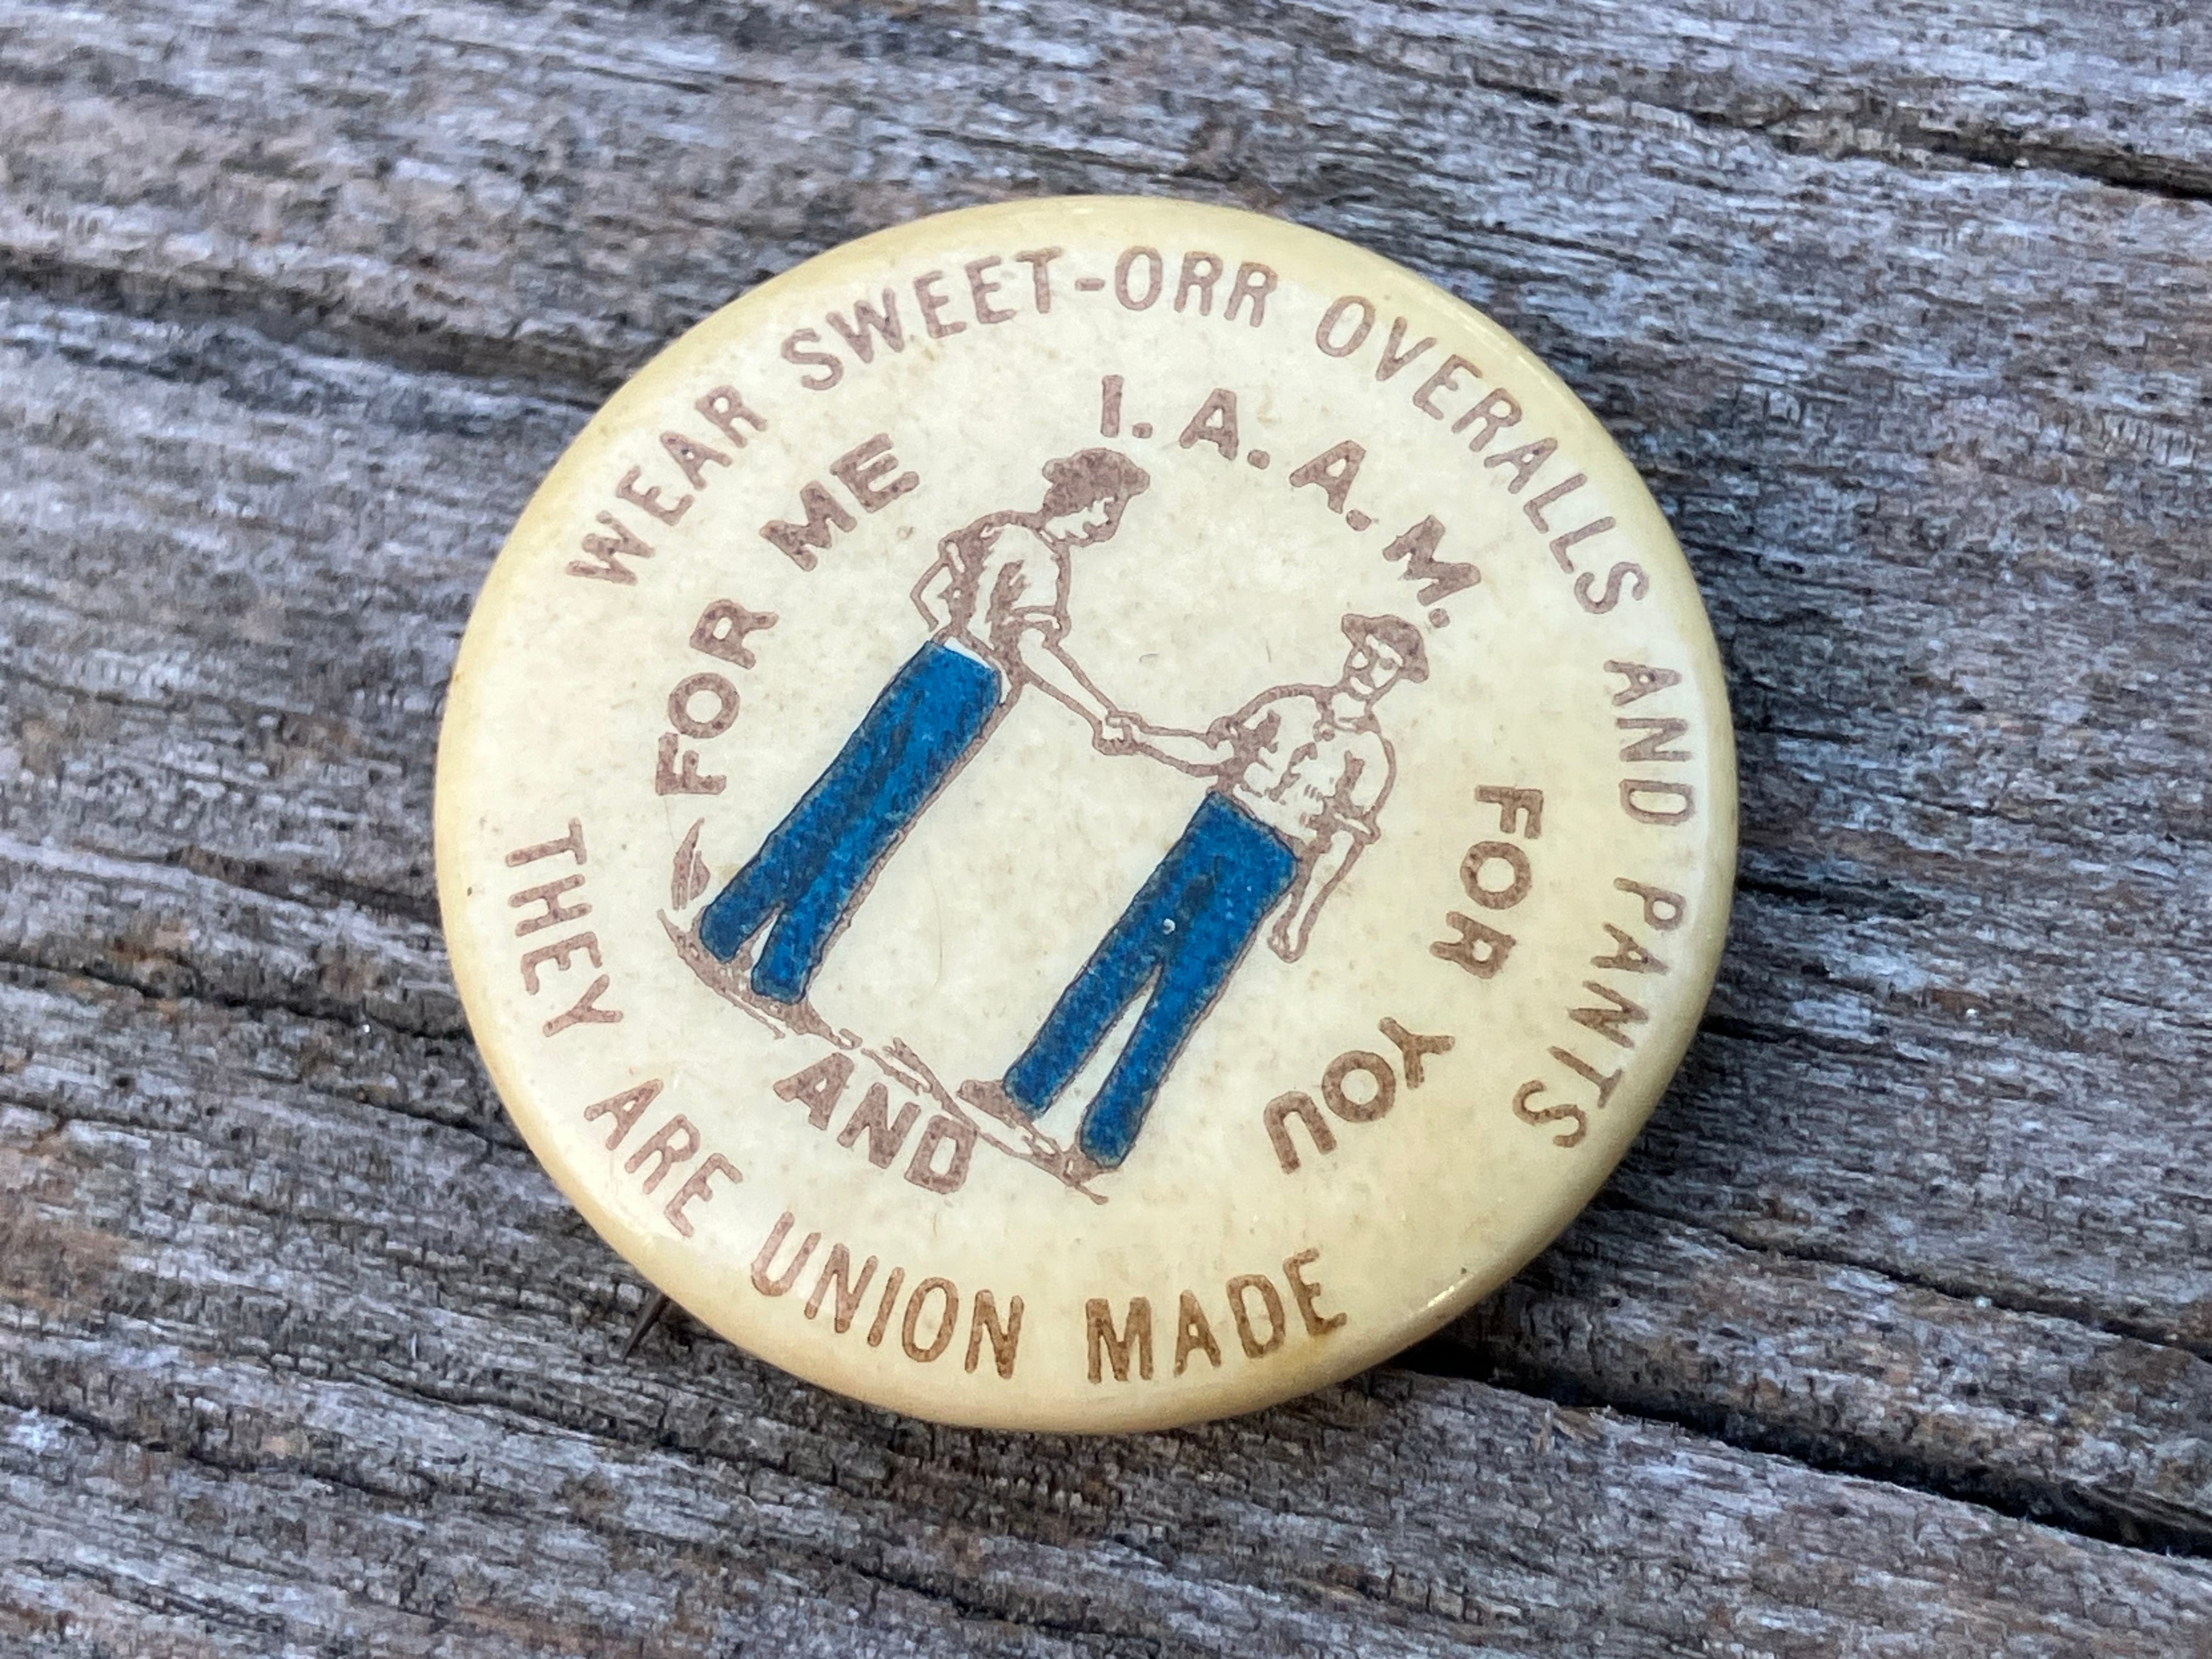 WEAR SWEET-ORR OVERALLS AND PANTS
THEY ARE UNION MADE
I. A. A. M.
FOR ME
AND
FOR YOU